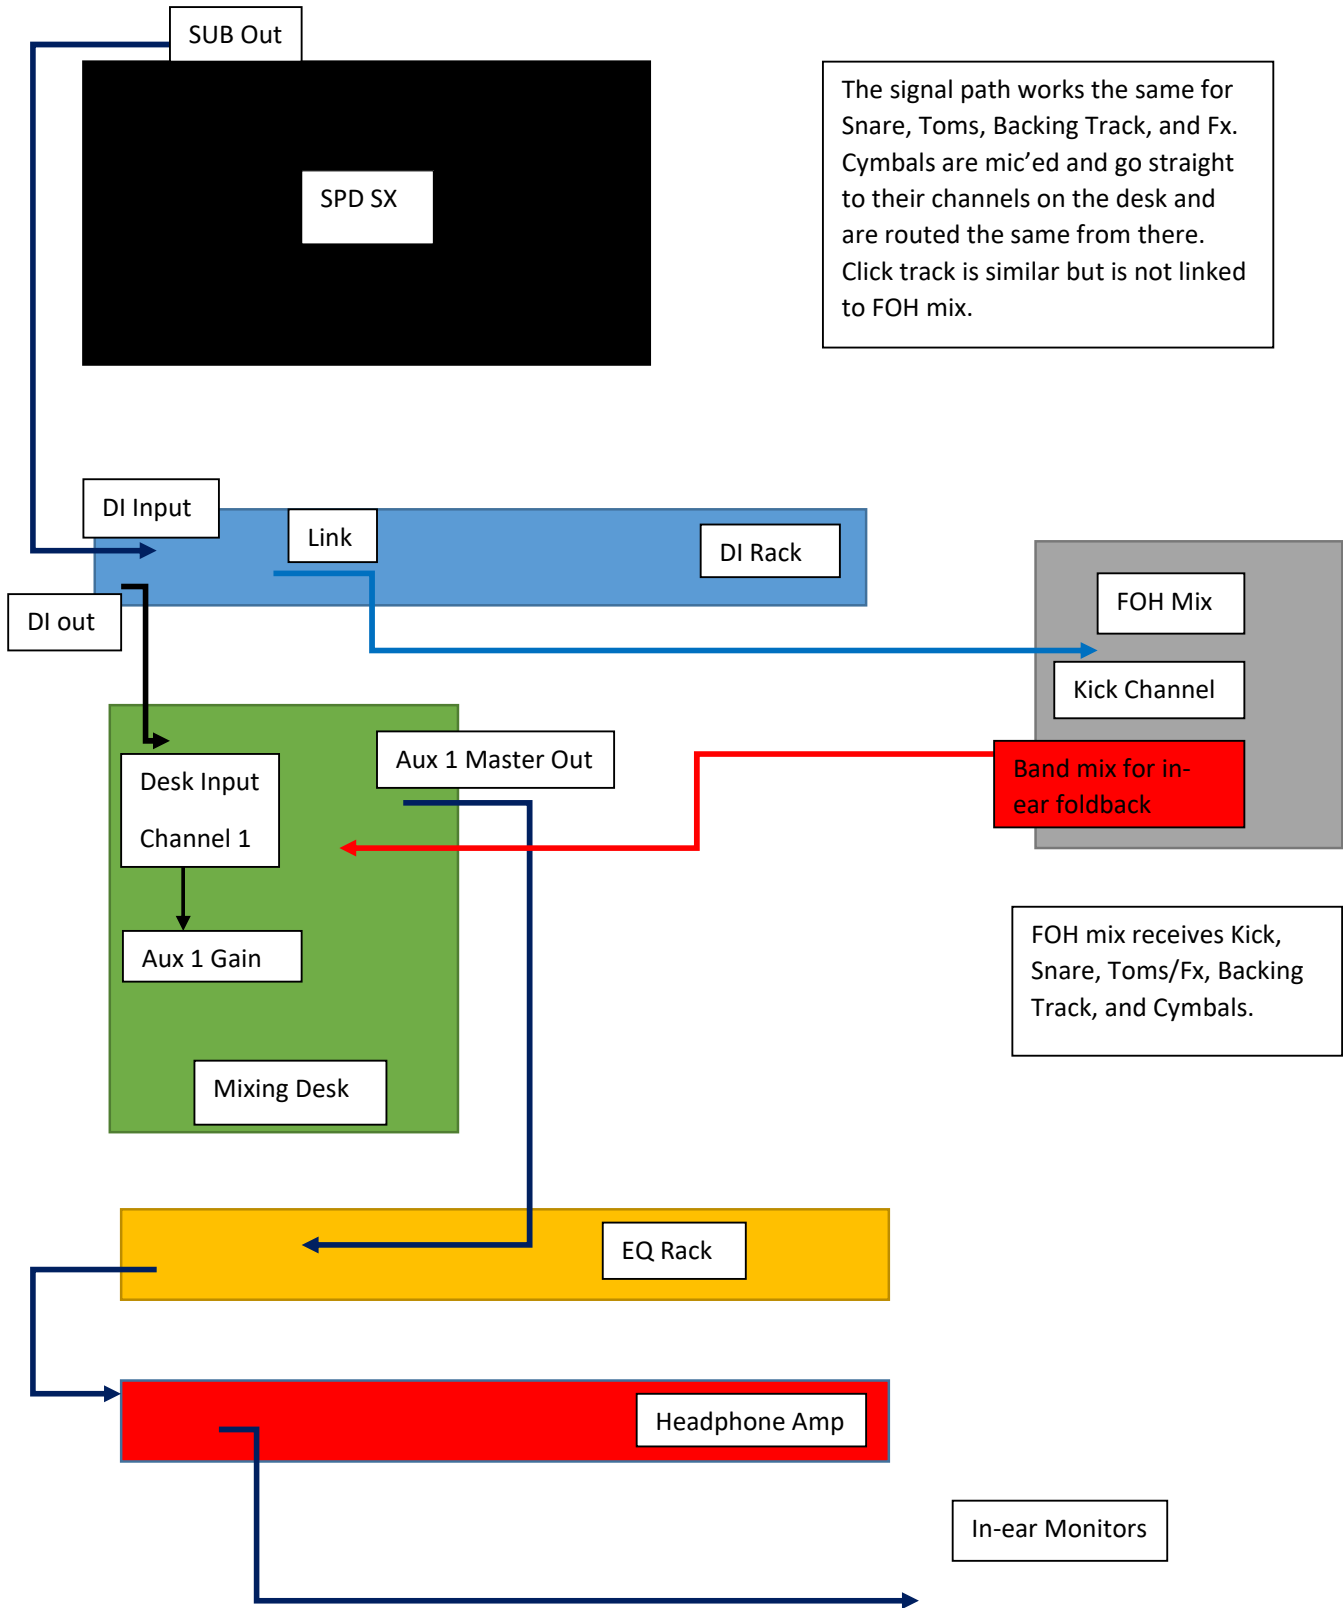 SUB Out
SPD SX
The signal path works the same for
Snare, Toms, Backing Track, and Fx.
Cymbals are mic’ed and go straight
to their channels on the desk and
are routed the same from there.
Click track is similar but is not linked
to FOH mix.
DI Input
Link
DI Rack
DI out
FOH Mix
Kick Channel
Band mix for in-
ear foldback
Aux 1 Master Out
Desk Input
Channel 1
Aux 1 Gain
Mixing Desk
FOH mix receives Kick,
Snare, Toms/Fx, Backing
Track, and Cymbals.
EQ Rack
Headphone Amp
In-ear Monitors